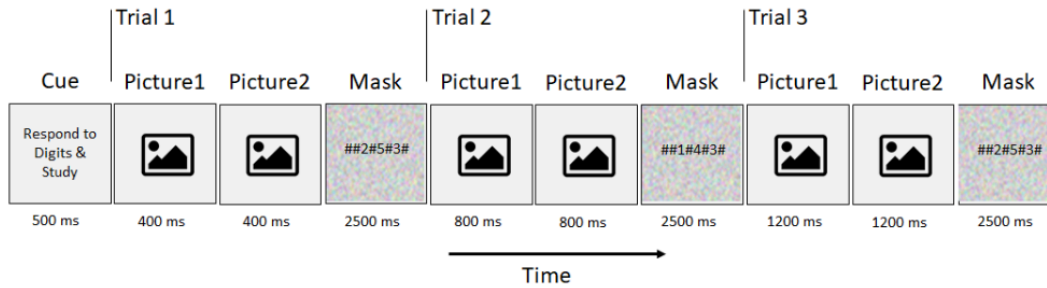 Trial 1
Trial 2
Trial 3
Cue
Picture1
Picture2
Mask
Picture1
Picture2
Mask
Picture1
Picture2
Mask
Respond to
Digits &
Study
##2#5#3#
##1#4#3#
##2#5#3#
500 ms
400 ms
400 ms
2500 ms
800 ms
800 ms
2500 ms
1200 ms
1200 ms
2500 ms
Time